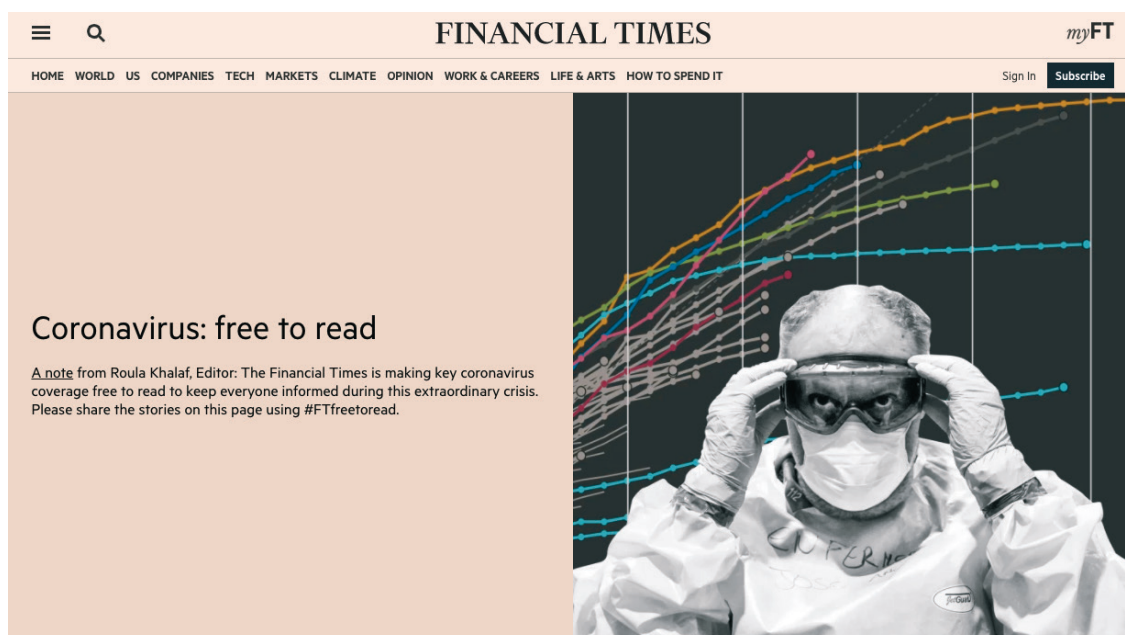 FINANCIAL TIMES
myFT
HOME WORLD US COMPANIES TECH MARKETS CLIMATE OPINION WORK & CAREERS LIFE & ARTS HOW TO SPEND IT
Sign In Subscribe
Coronavirus: free to read
A note from Roula Khalaf, Editor: The Financial Times is making key coronavirus
coverage free to read to keep everyone informed during this extraordinary crisis.
Please share the stories on this page using #FTfreetoread.
112
ENFERME
JOSE